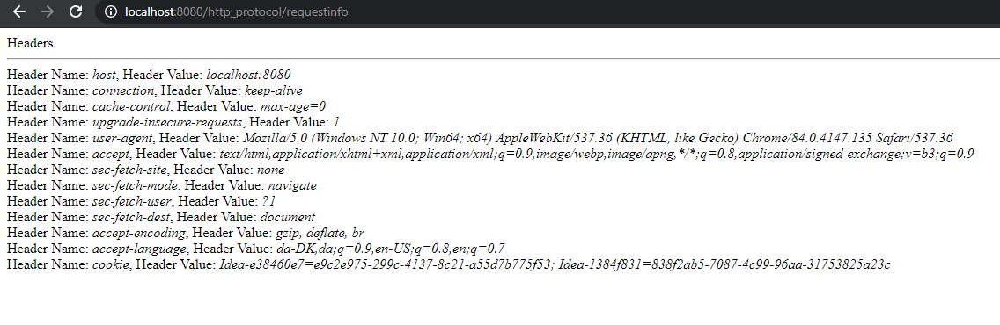 localhost:8080/http_protocol/requestinfo
Headers
Header Name: host, Header Value: localhost:8080
Header Name: connection, Header Value: keep-alive
Header Name: cache-control, Header Value: max-age=0
Header Name: upgrade-insecure-requests, Header Value: 1
Header Name: user-agent, Header Value: Mozilla/5.0 (Windows NT 10.0; Win64; x64) AppleWebKit/537.36 (KHTML, like Gecko) Chrome/84.0.4147.135 Safari/537.36
Header Name: accept, Header Value: text/html,application/xhtml+xml,application/xml;q=0.9,image/webp,image/apng,*/*;q=0.8,application/signed-exchange;v=b3;q=0.9
Header Name: sec-fetch-site, Header Value: none
Header Name: sec-fetch-mode, Header Value: navigate
Header Name: sec-fetch-user, Header Value: ?1
Header Name: sec-fetch-dest, Header Value: document
Header Name: accept-encoding, Header Value: gzip, deflate, br
Header Name: accept-language, Header Value: da-DK,da;q=0.9,en-US;q=0.8,en;q=0.7
Header Name: cookie, Header Value: Idea-e38460e7=e9c2e975-299c-4137-8c21-a55d7b775f53; Idea-1384f831=838f2ab5-7087-4c99-96aa-31753825a23c